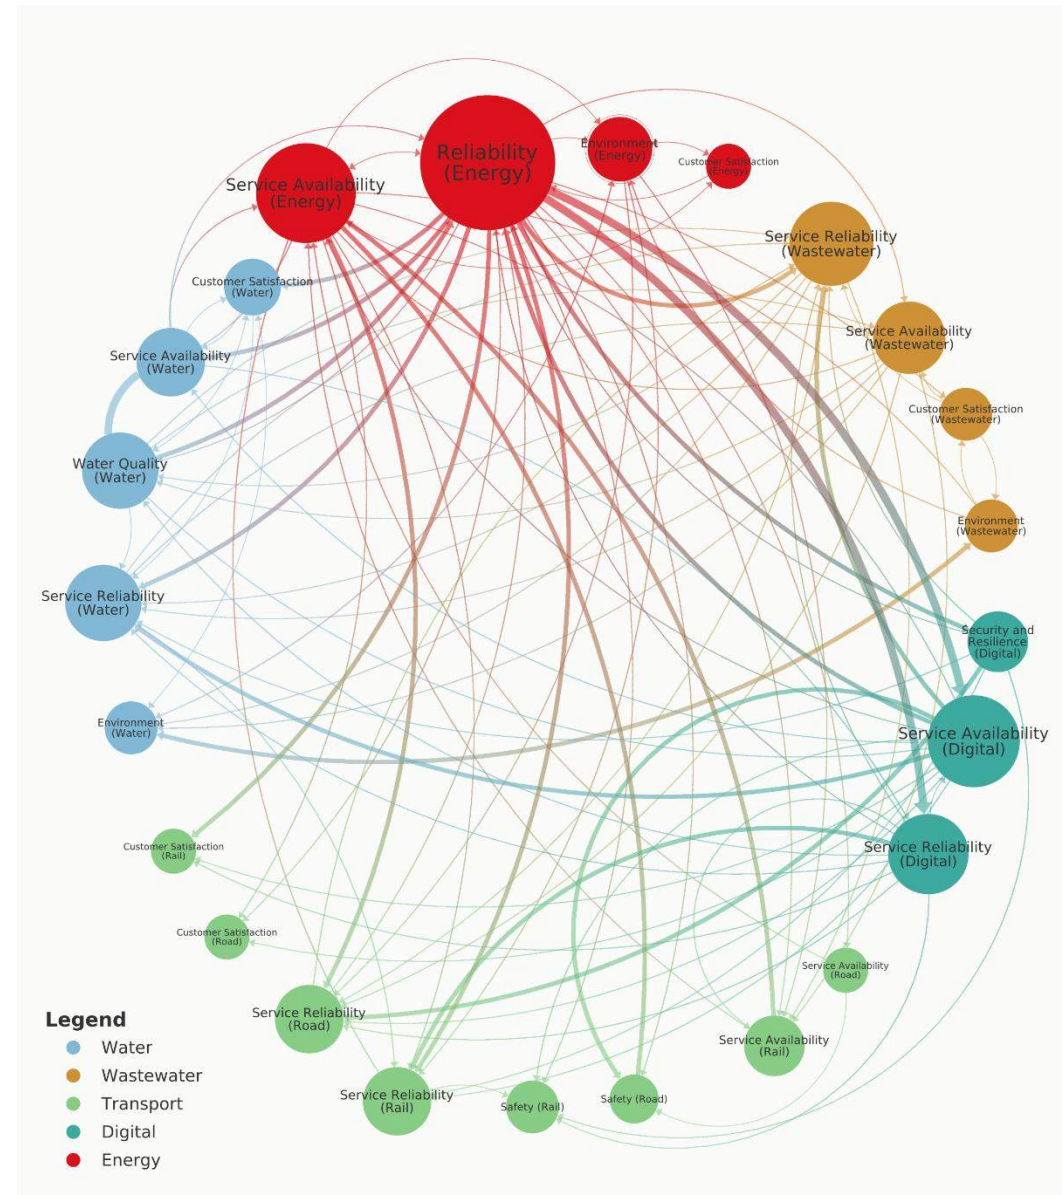 Reliability
(Energy)
Environment
(Energy)
Customer Satisfaction
(Energy)
Service Availability
(Energy)
Service Reliability
(Wastewater)
Customer Satisfaction
(Water)
Service Availability
(Wastewater)
Service Availability
(Water)
Customer Satisfaction
(Wastewater)
Water Quality
(Water)
Environment
(Wastewater)
Service Reliability
(Water)
Security and
Resilience
(Digital)
Environment
(Water)
Service Availability
(Digital)
Customer Satisfaction
(Rail)
Service Reliability
(Digital)
Customer Satisfaction
(Road)
Service Availability
(Road)
Service Reliability
(Road)
Service Availability
(Rail)
Service Reliability
(Rail)
Safety (Rail)
Safety (Road)
Legend
Water
Wastewater
Transport
Digital
Energy